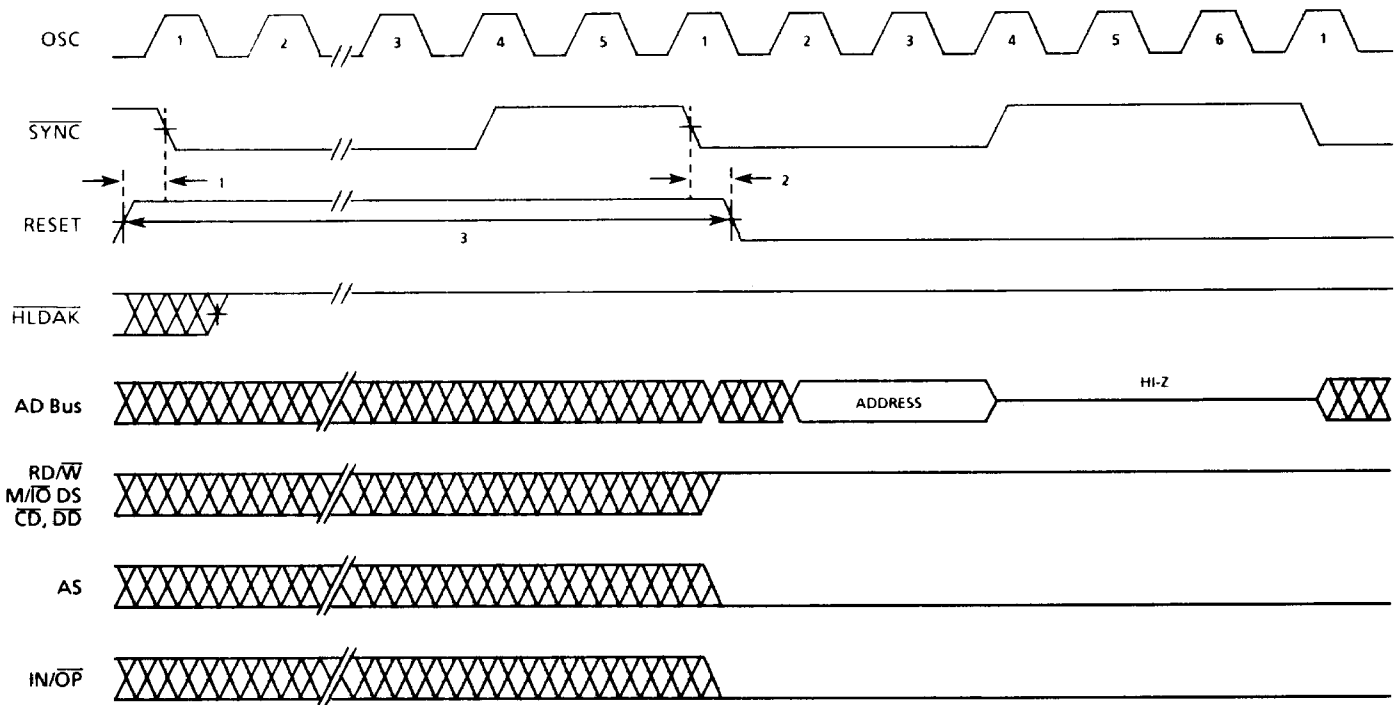 OSC 1 2 3 4 5 1 2 3 4 5 6 1
SYNC
1 2
RESET
3
HLDAK
HI-Z
AD Bus ADDRESS
RD/W
M/IO DS
CD, DD
AS
IN/OP